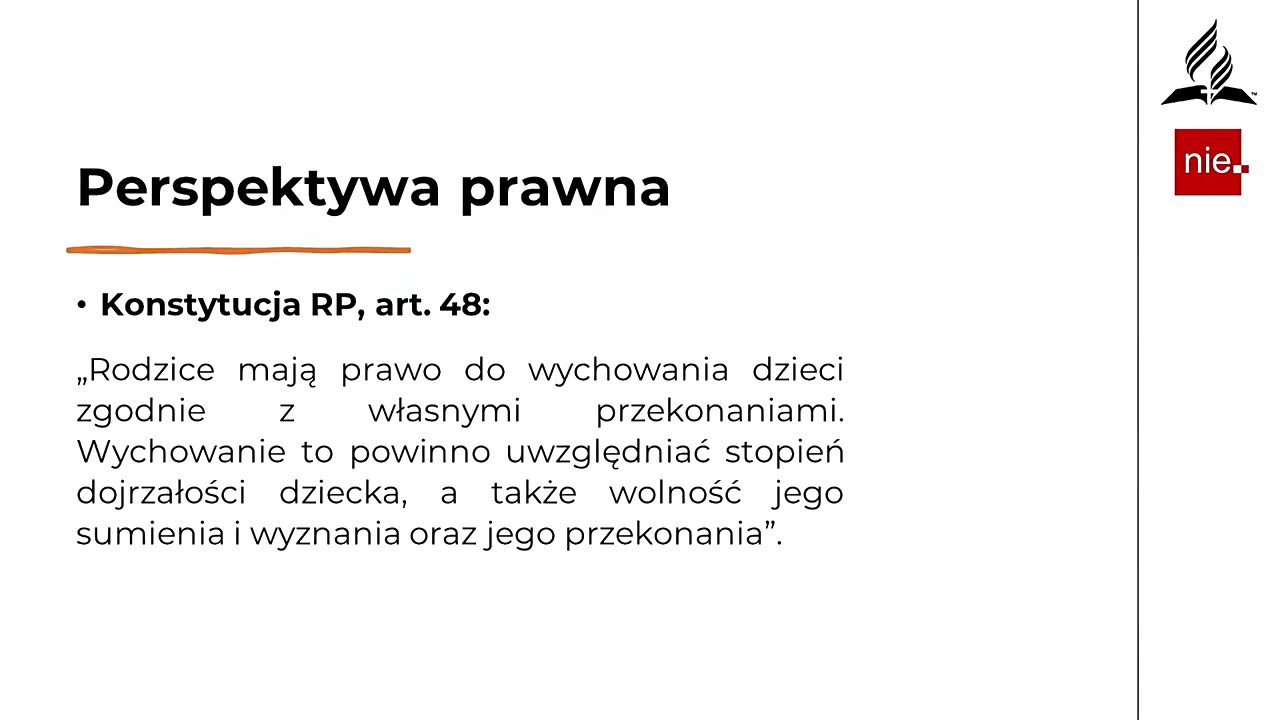 Perspektywa prawna
• Konstytucja RP, art. 48:
„Rodzice mają prawo do wychowania dzieci
zgodnie z własnymi przekonaniami.
Wychowanie to powinno uwzględniać stopień
dojrzałości dziecka, a także wolność jego
sumienia i wyznania oraz jego przekonania”.
nie.
TM